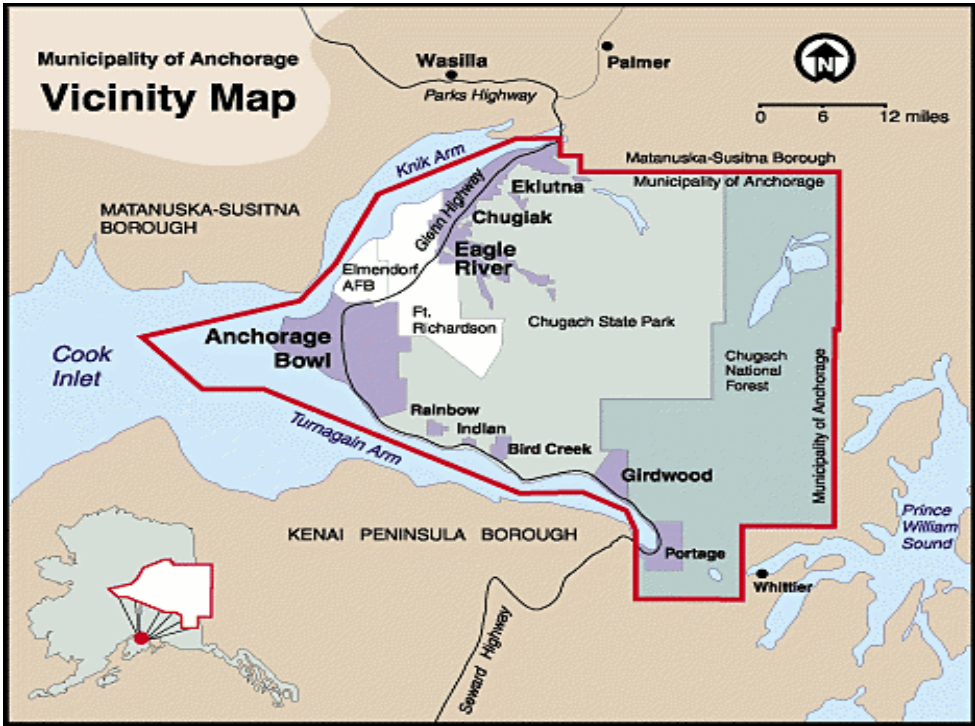 Municipality of Anchorage
Vicinity Map
Wasilla
Palmer
Parks Highway
N
0 6 12 miles
Knik Arm
Matanuska-Susitna Borough
Municipality of Anchorage
MATANUSKA-SUSITNA
BOROUGH
Glenn Highway
Eklutna
Chugiak
Eagle
River
Elmendorf
AFB
Ft.
Richardson
Chugach State Park
Anchorage
Bowl
Cook
Inlet
Chugach
National
Forest
Municipality of Anchorage
Turnagain Arm
Rainbow
Indian
Bird Creek
Girdwood
KENAI PENINSULA BOROUGH
Portage
Prince
William
Sound
Whittier
Seward Highway